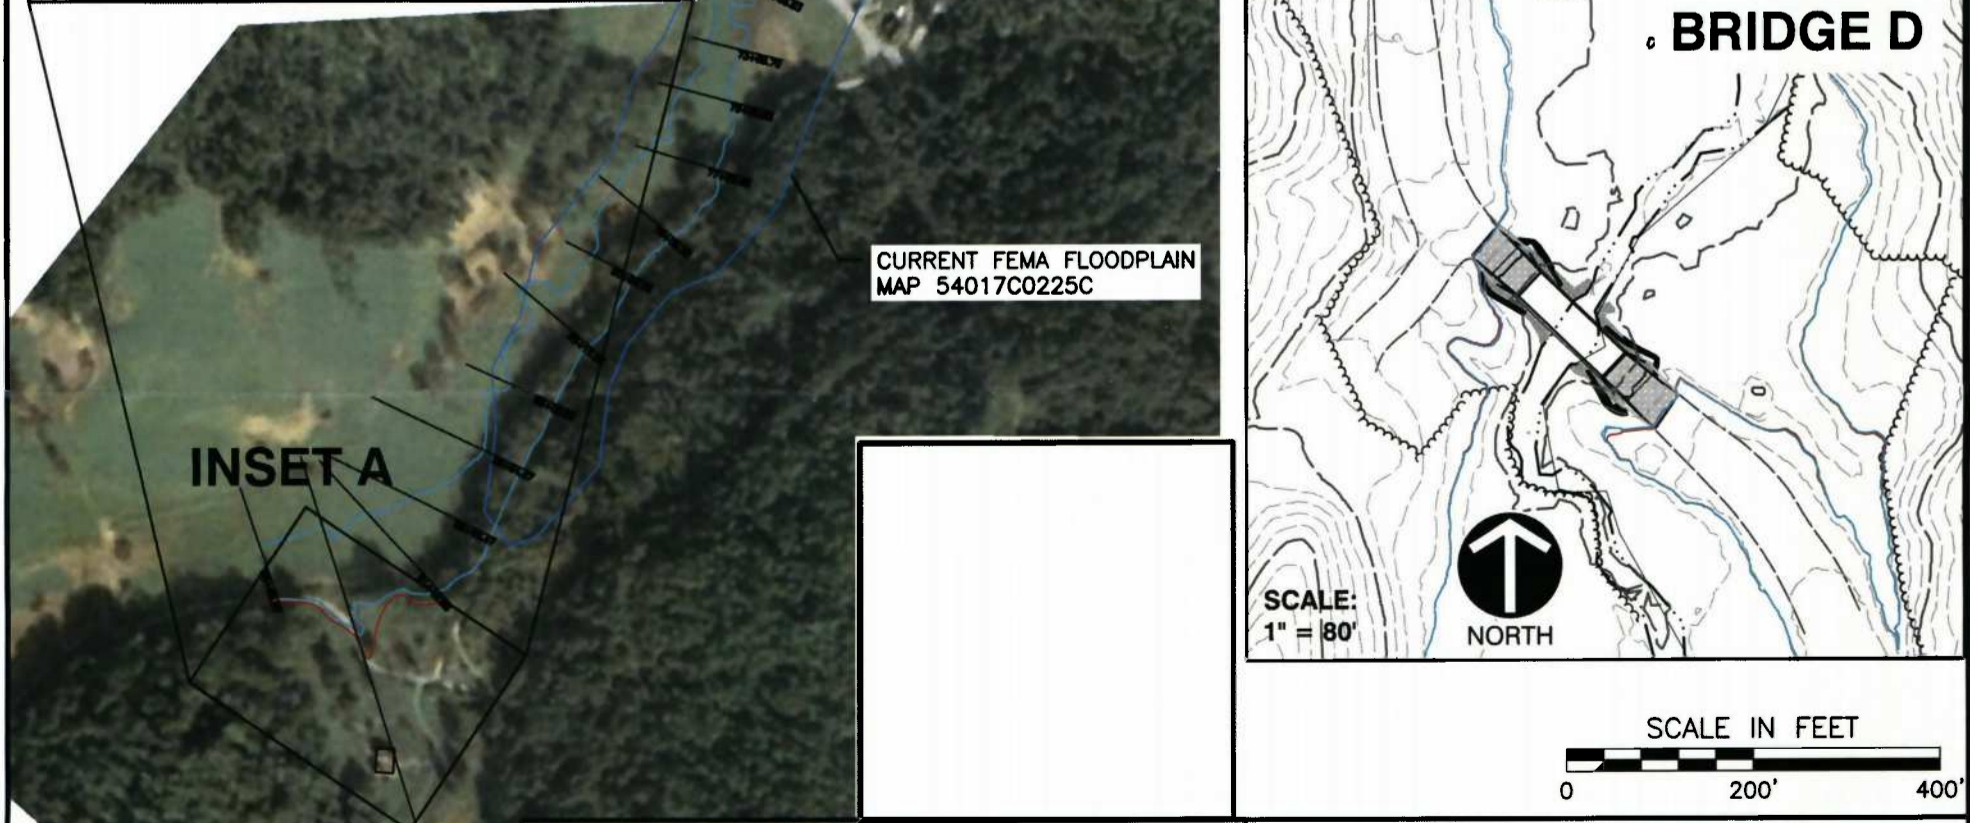 BRIDGE D
CURRENT FEMA FLOODPLAIN
MAP 54017C0225C
INSET A
SCALE:
1" = 80'
NORTH
SCALE IN FEET
0 200' 400'